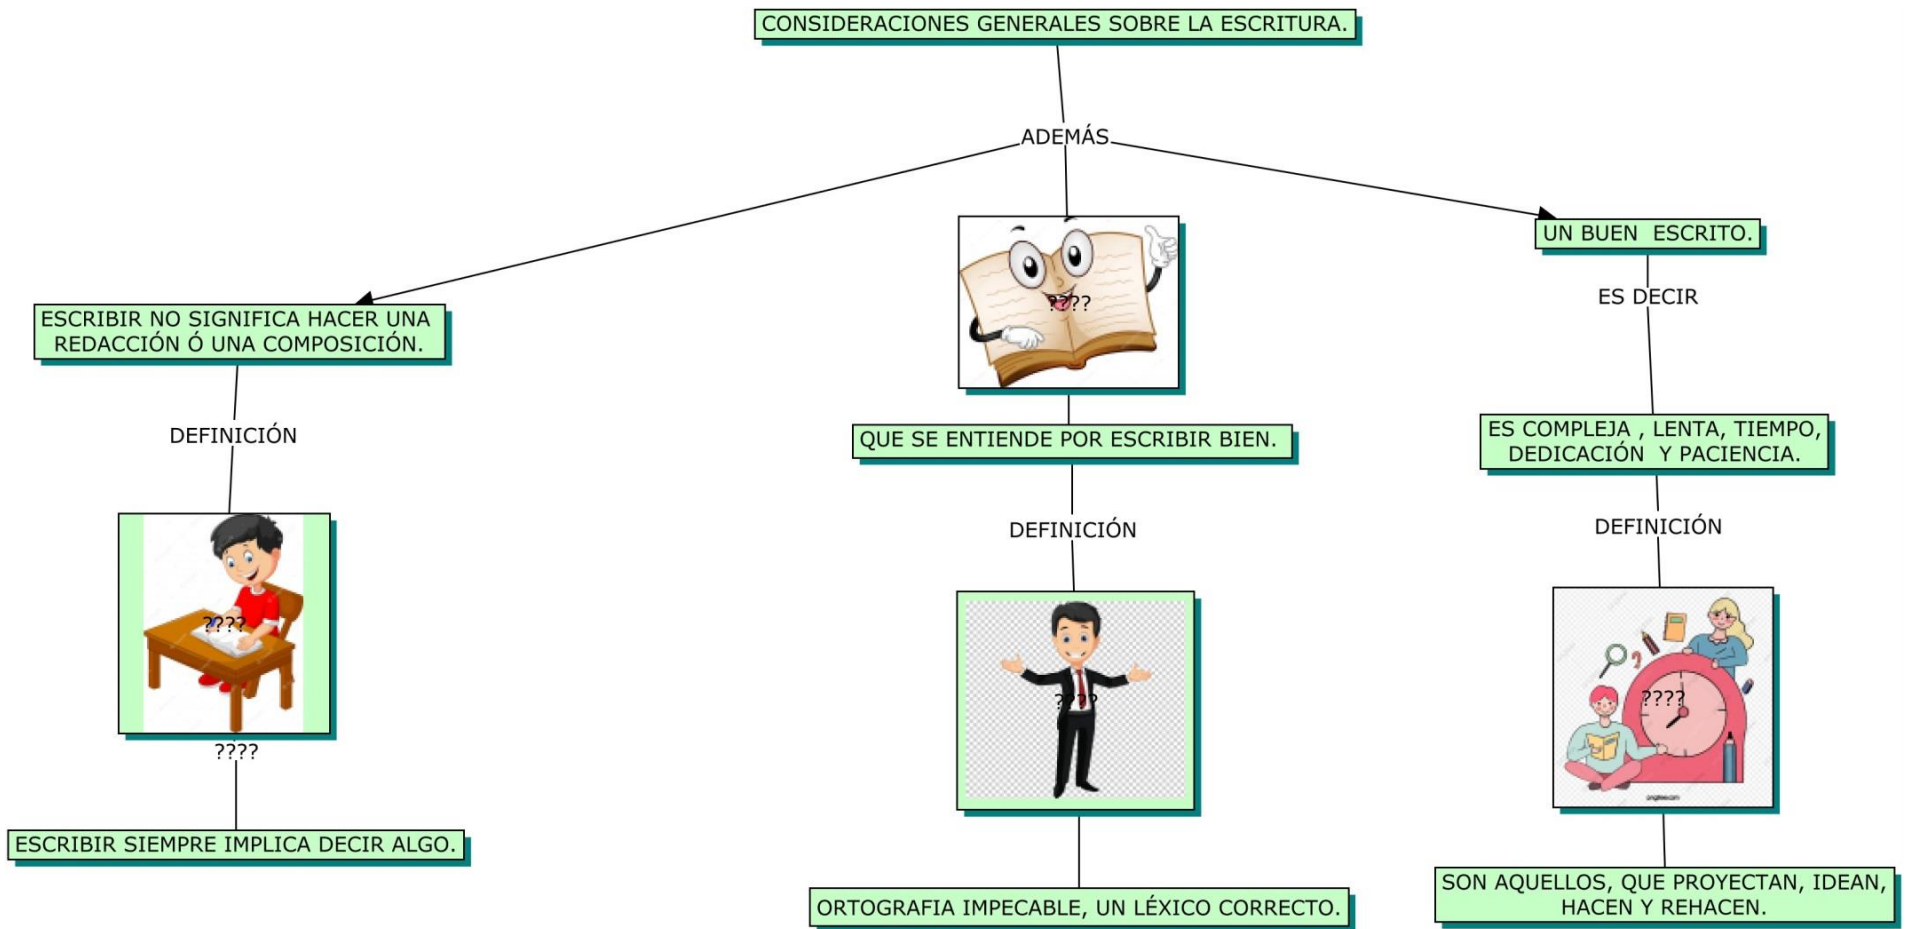 CONSIDERACIONES GENERALES SOBRE LA ESCRITURA.
ADEMÁS
ESCRIBIR NO SIGNIFICA HACER UNA
REDACCIÓN Ó UNA COMPOSICIÓN.
DEFINICIÓN
????
????
ESCRIBIR SIEMPRE IMPLICA DECIR ALGO.
????
QUE SE ENTIENDE POR ESCRIBIR BIEN.
DEFINICIÓN
????
ORTOGRAFIA IMPECABLE, UN LÉXICO CORRECTO.
UN BUEN ESCRITO.
ES DECIR
ES COMPLEJA , LENTA, TIEMPO,
DEDICACIÓN Y PACIENCIA.
DEFINICIÓN
????
SON AQUELLOS, QUE PROYECTAN, IDEAN,
HACEN Y REHACEN.